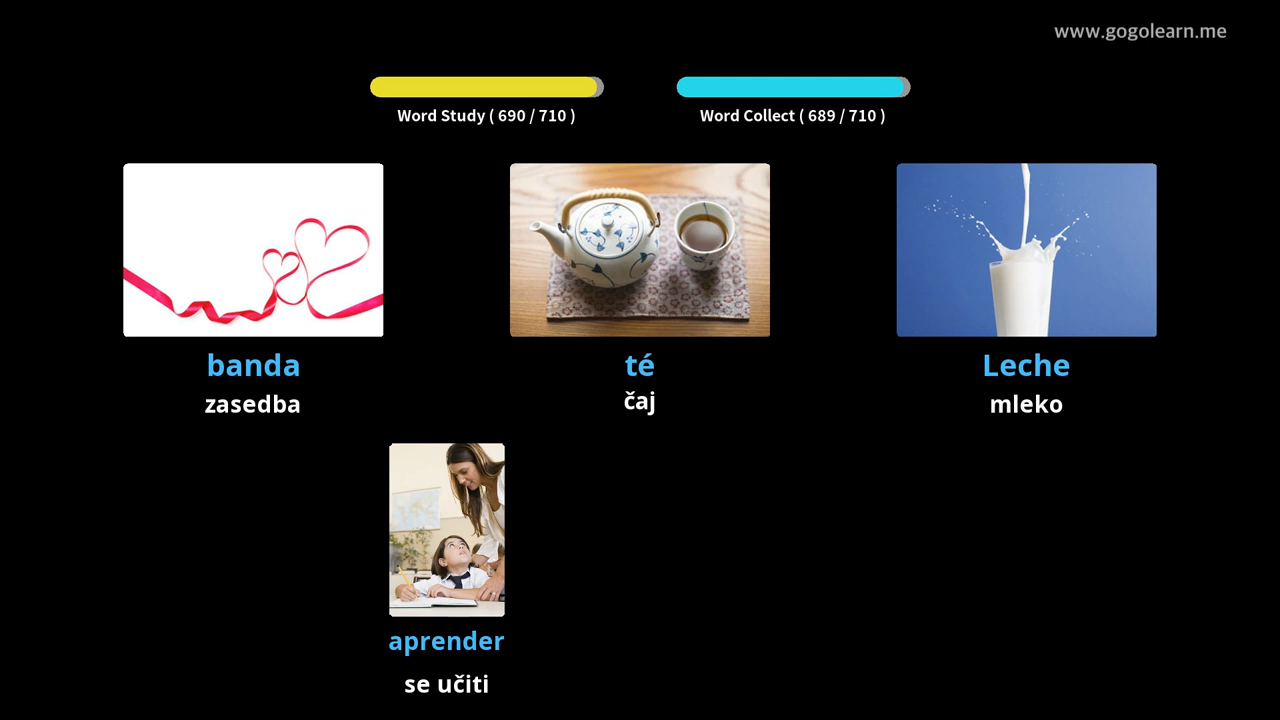 www.gogolearn.me
Word Study ( 690 / 710 )
Word Collect ( 689 / 710 )
banda
té
Leche
zasedba
čaj
mleko
aprender
se učiti